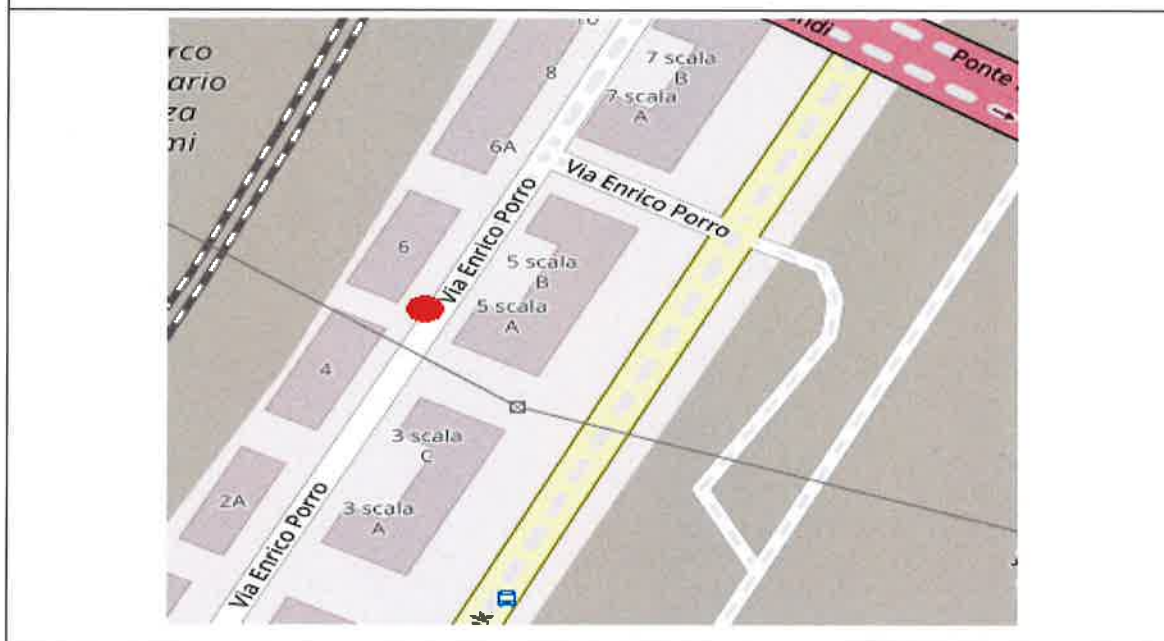 rco
ario
za
mi
10
8
6A
7 scala
B
7 scala
A
ndi
Ponte
Via Enrico Porro
Via Enrico Porro
6
5 scala
B
5 scala
A
4
3 scala
C
3 scala
A
2A
Via Enrico Porro